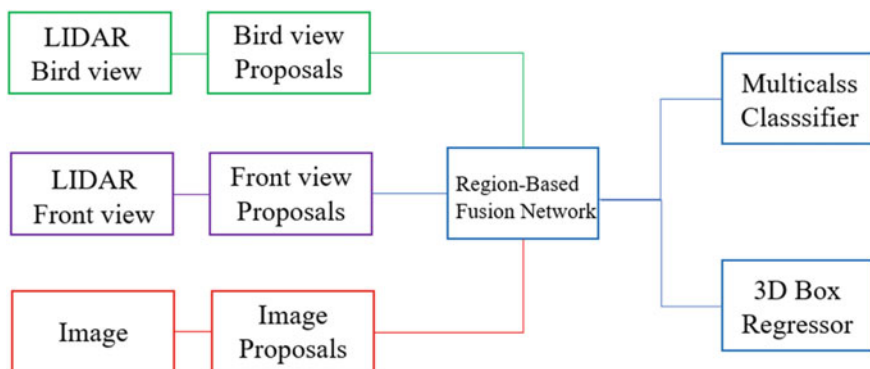 LIDAR
Bird view
Bird view
Proposals
LIDAR
Front view
Front view
Proposals
Image
Image
Proposals
Region-Based
Fusion Network
Multicalss
Classsifier
3D Box
Regressor